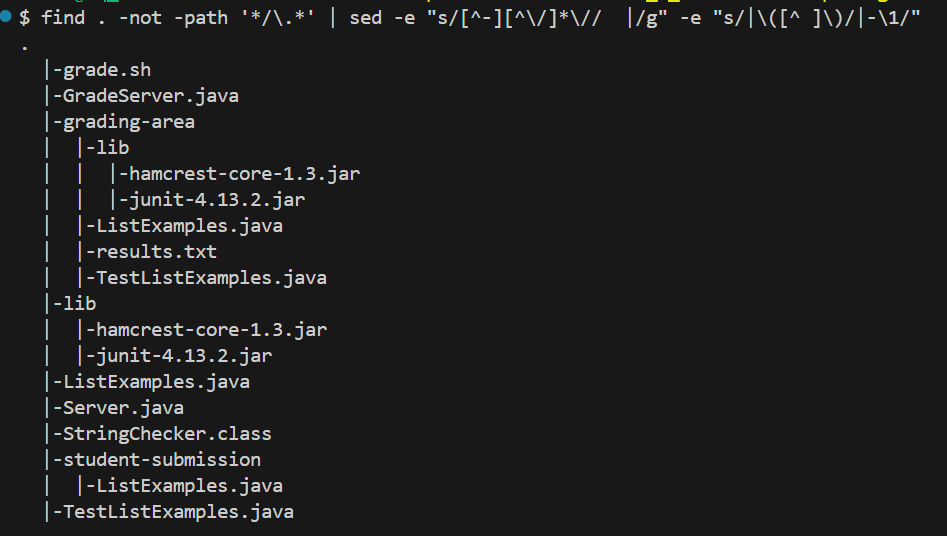 $ find . -not -path '*/\.*' | sed -e "s/[^-][^\/]*\//  |/g" -e "s/|\([^ ]\)/|-\1/"
.
  |-grade.sh
  |-GradeServer.java
  |-grading-area
  |  |-lib
  |  |  |-hamcrest-core-1.3.jar
  |  |  |-junit-4.13.2.jar
  |  |-ListExamples.java
  |  |-results.txt
  |  |-TestListExamples.java
  |-lib
  |  |-hamcrest-core-1.3.jar
  |  |-junit-4.13.2.jar
  |-ListExamples.java
  |-Server.java
  |-StringChecker.class
  |-student-submission
  |  |-ListExamples.java
  |-TestListExamples.java